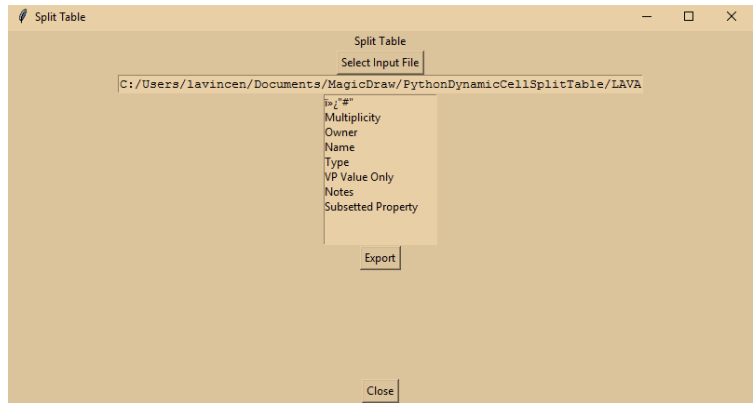 Split Table
Split Table
Select Input File
C:/Users/lavincen/Documents/MagicDraw/PythonDynamicCellSplitTable/LAVA
ï»¿"#"
Multiplicity
Owner
Name
Type
VP Value Only
Notes
Subsetted Property
Export
Close